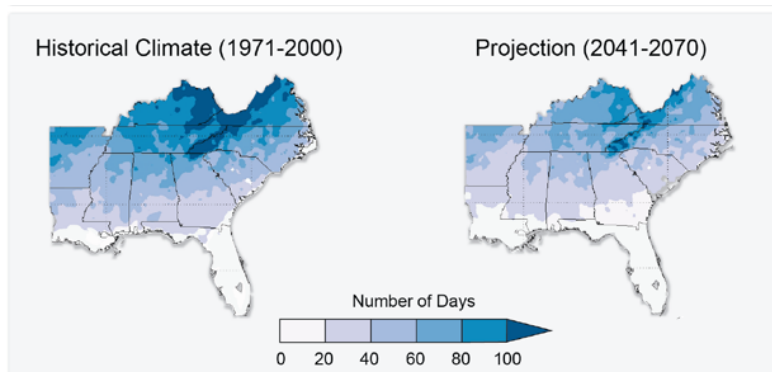 Historical Climate (1971-2000)
Projection (2041-2070)
Number of Days
0 20 40 60 80 100